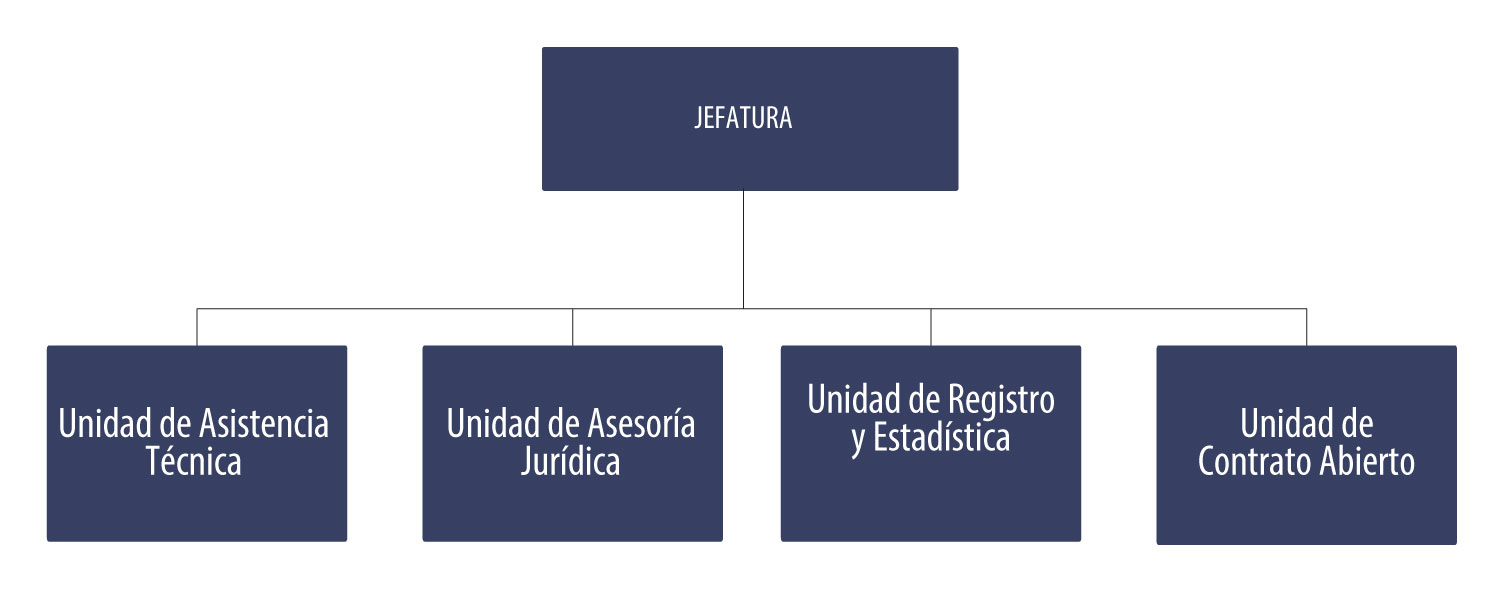 JEFATURA
Unidad de Asistencia
Técnica
Unidad de Asesoría
Jurídica
Unidad de Registro
y Estadística
Unidad de
Contrato Abierto